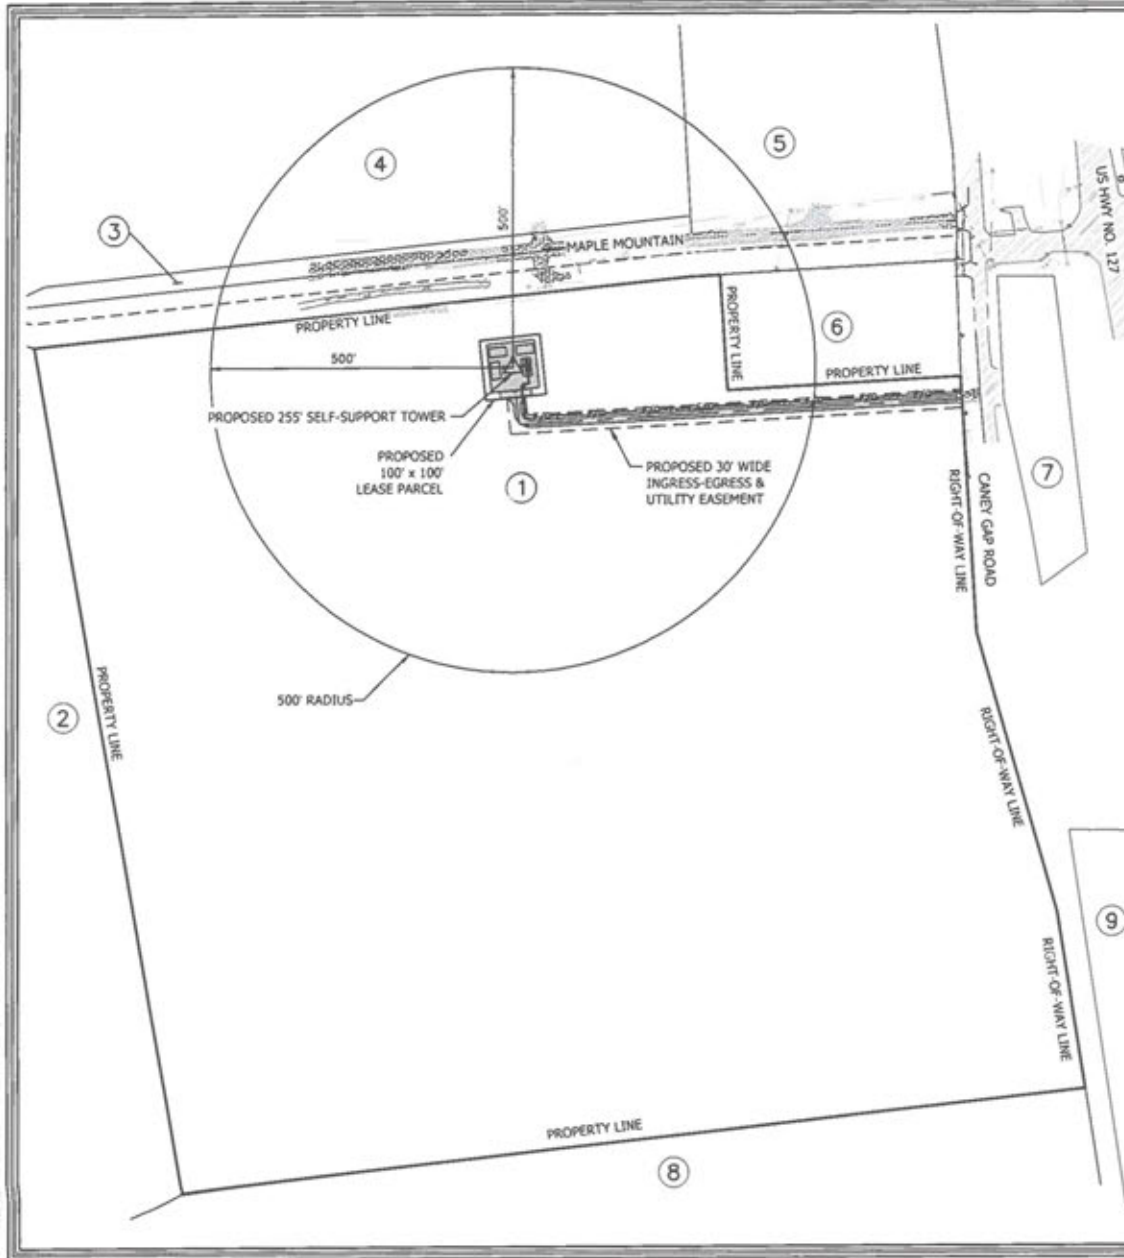 4
5
3
500'
MAPLE MOUNTAIN
US HWY NO. 127
PROPERTY LINE
500'
PROPERTY LINE
6
PROPERTY LINE
PROPOSED 255' SELF-SUPPORT TOWER
PROPOSED
100' x 100'
LEASE PARCEL
1
PROPOSED 30' WIDE
INGRESS-EGRESS &
UTILITY EASEMENT
7
CANEY GAP ROAD
RIGHT-OF-WAY LINE
500' RADIUS
2
PROPERTY LINE
RIGHT-OF-WAY LINE
9
RIGHT-OF-WAY LINE
PROPERTY LINE
8